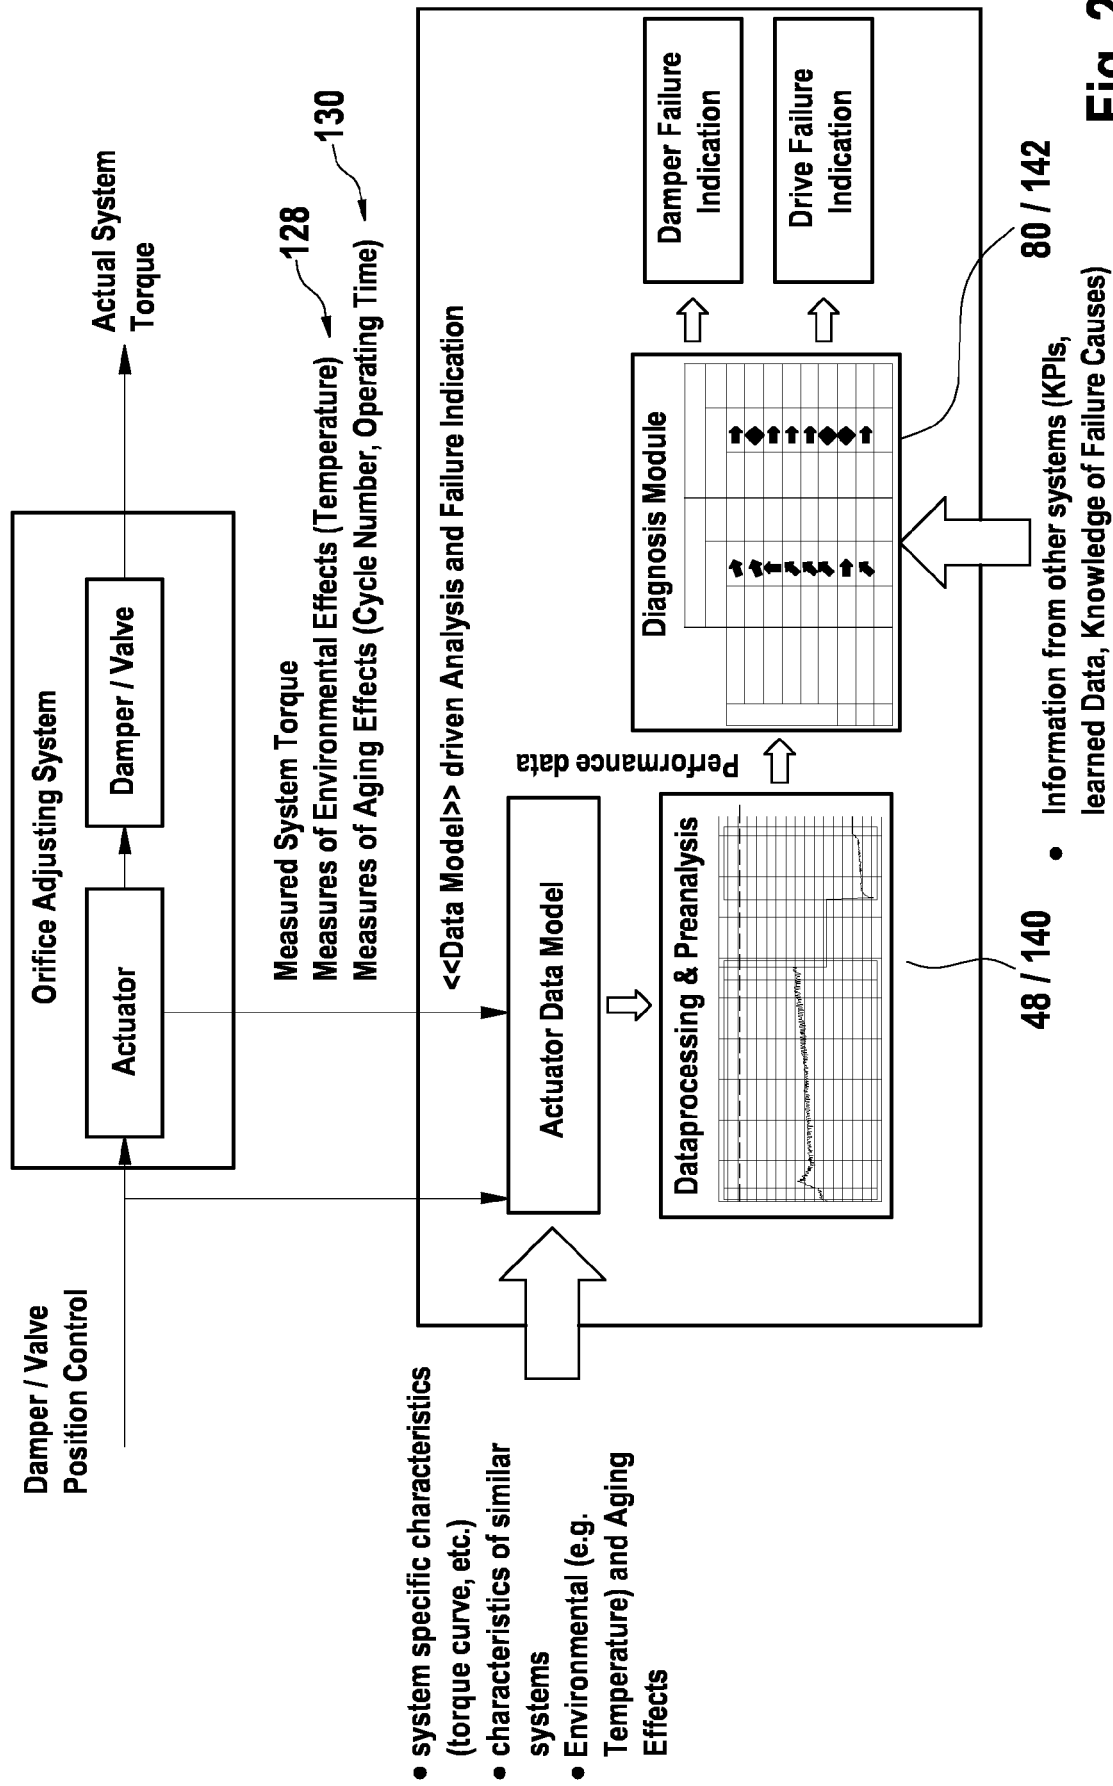 Damper / Valve
Position Control
Orifice Adjusting System
Actuator
Damper / Valve
Actual System
Torque
Measured System Torque
Measures of Environmental Effects (Temperature)
Measures of Aging Effects (Cycle Number, Operating Time)
128
130
• system specific characteristics
(torque curve, etc.)
• characteristics of similar
systems
• Environmental (e.g.
Temperature) and Aging
Effects
<<Data Model>> driven Analysis and Failure Indication
Actuator Data Model
Dataprocessing & Preanalysis
Performance data
Diagnosis Module
Damper Failure
Indication
Drive Failure
Indication
48 / 140
80 / 142
• Information from other systems (KPIs,
learned Data, Knowledge of Failure Causes)
Fig. 2